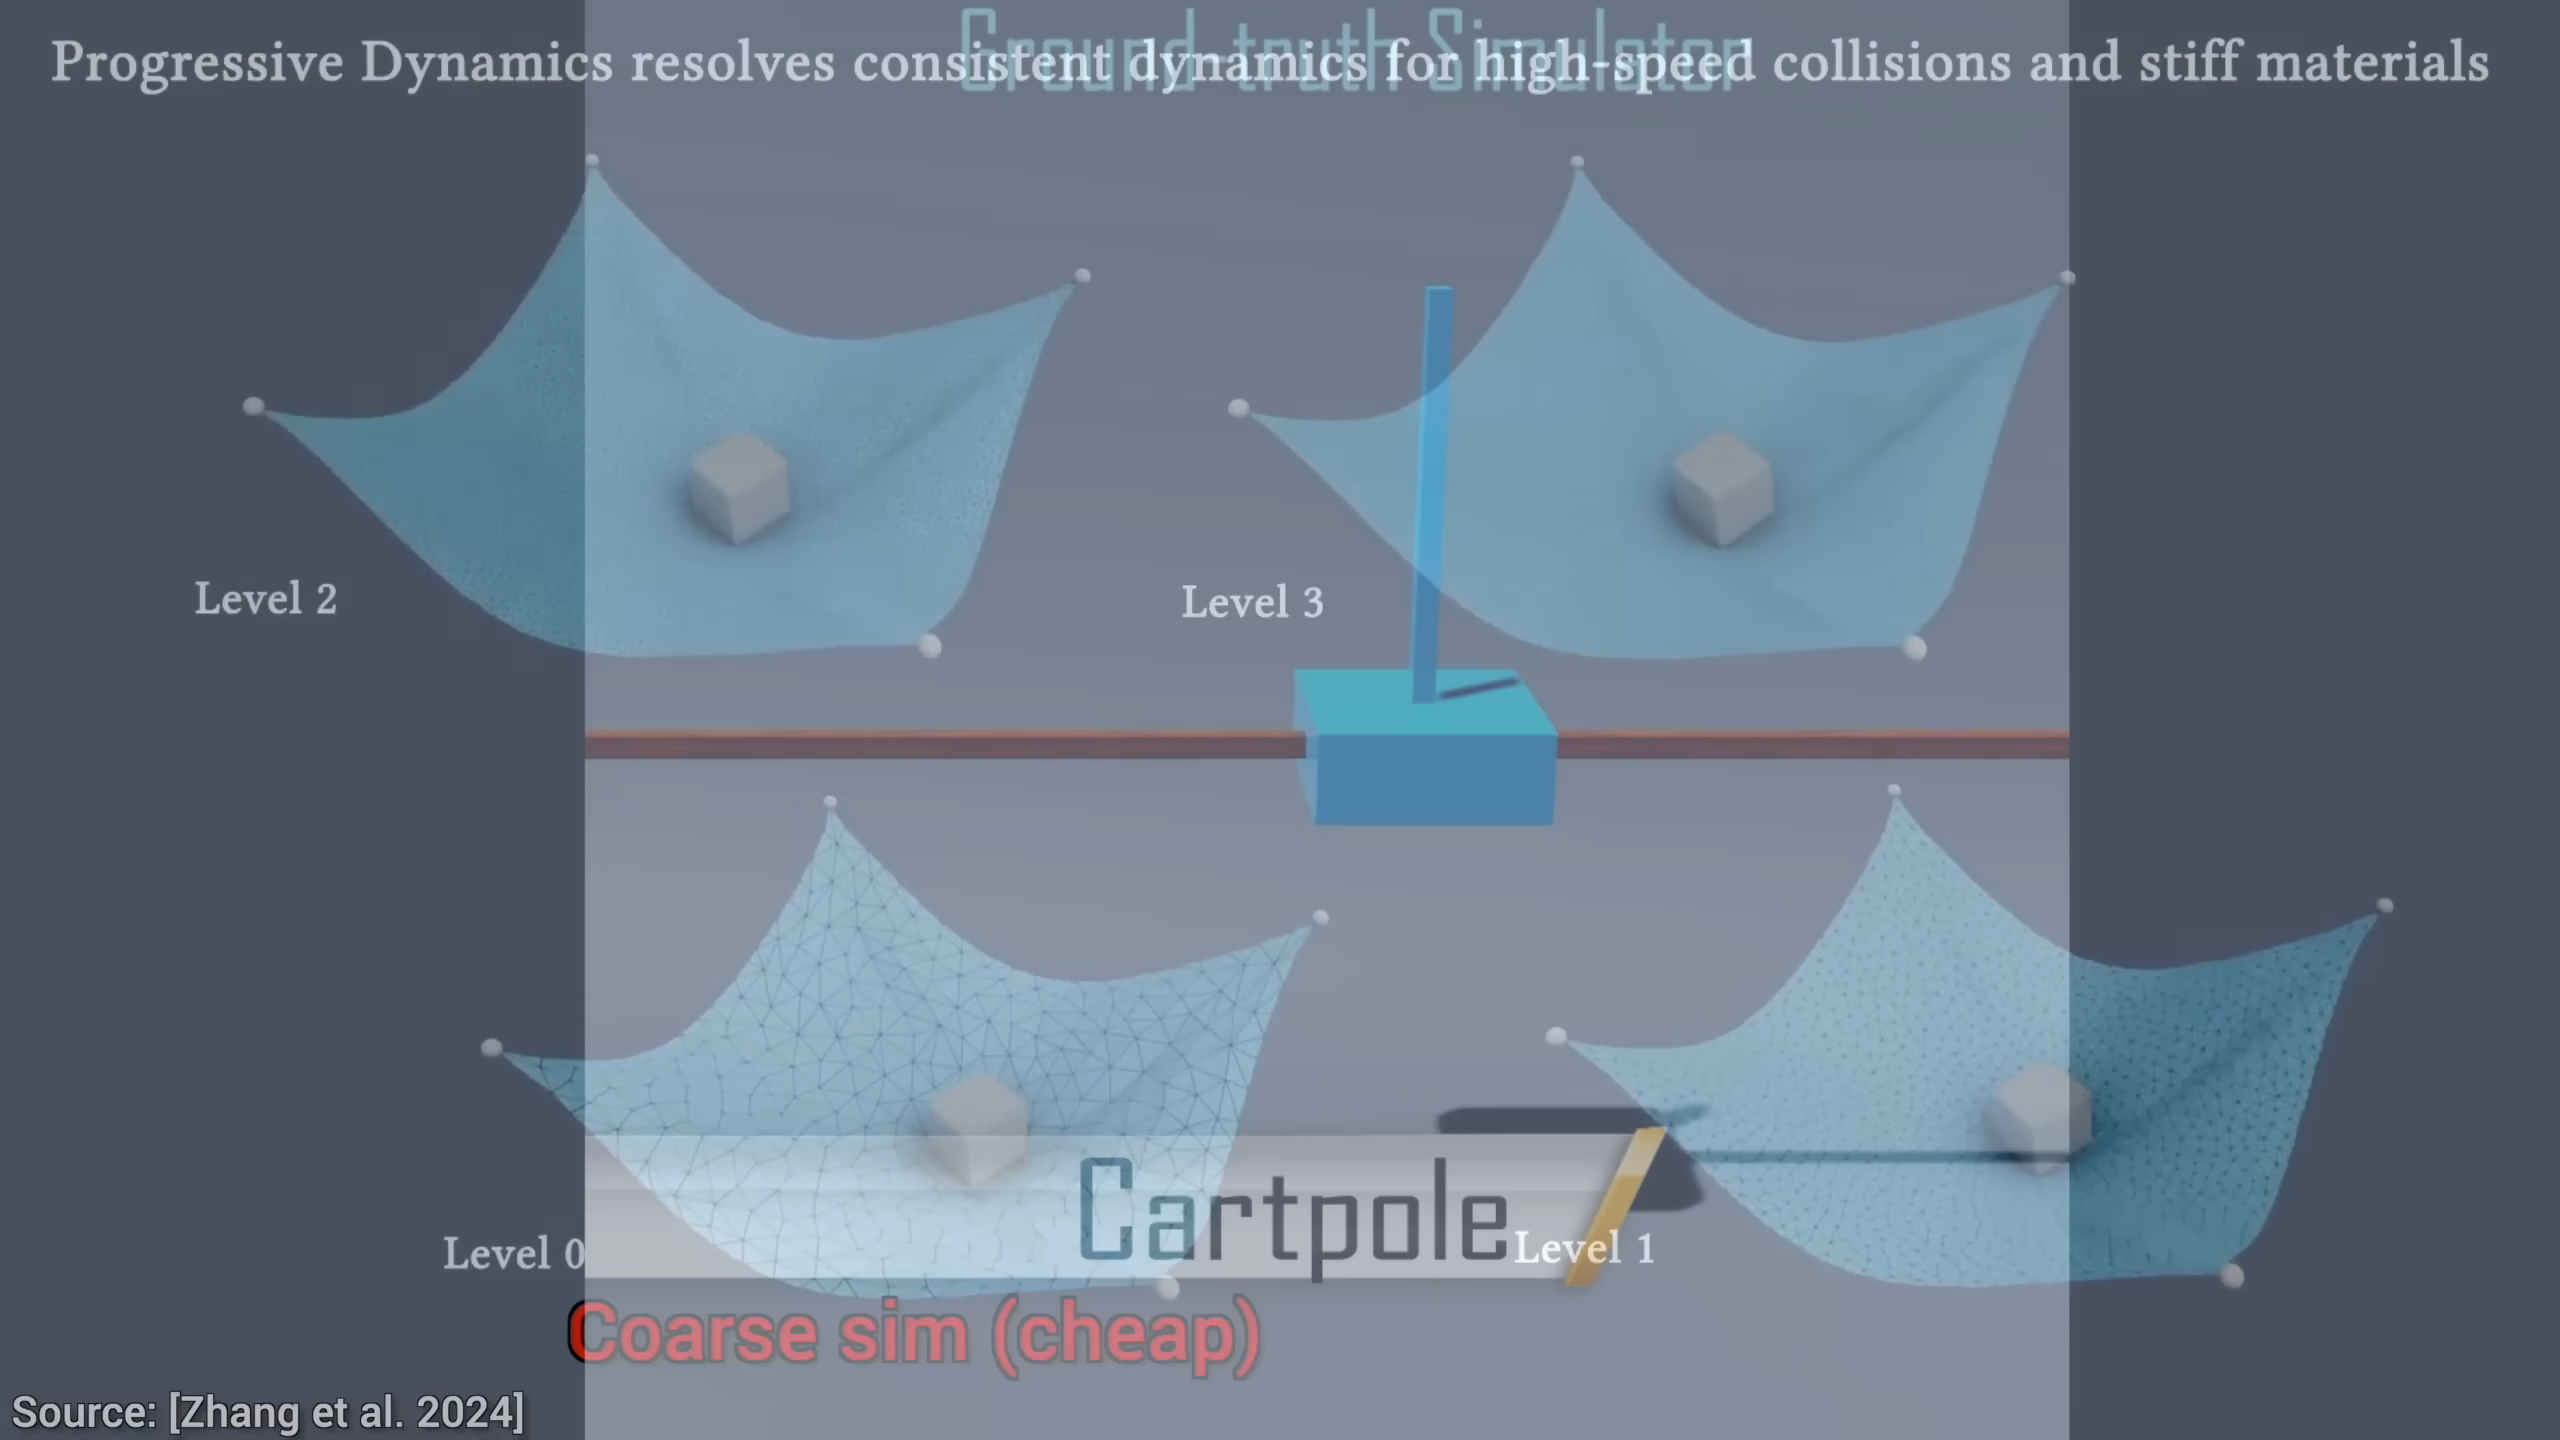 Ground-truth Simulator
Progressive Dynamics resolves consistent dynamics for high-speed collisions and stiff materials
Level 2
Level 3
Cartpole
Level 0
Level 1
Coarse sim (cheap)
Source: [Zhang et al. 2024]